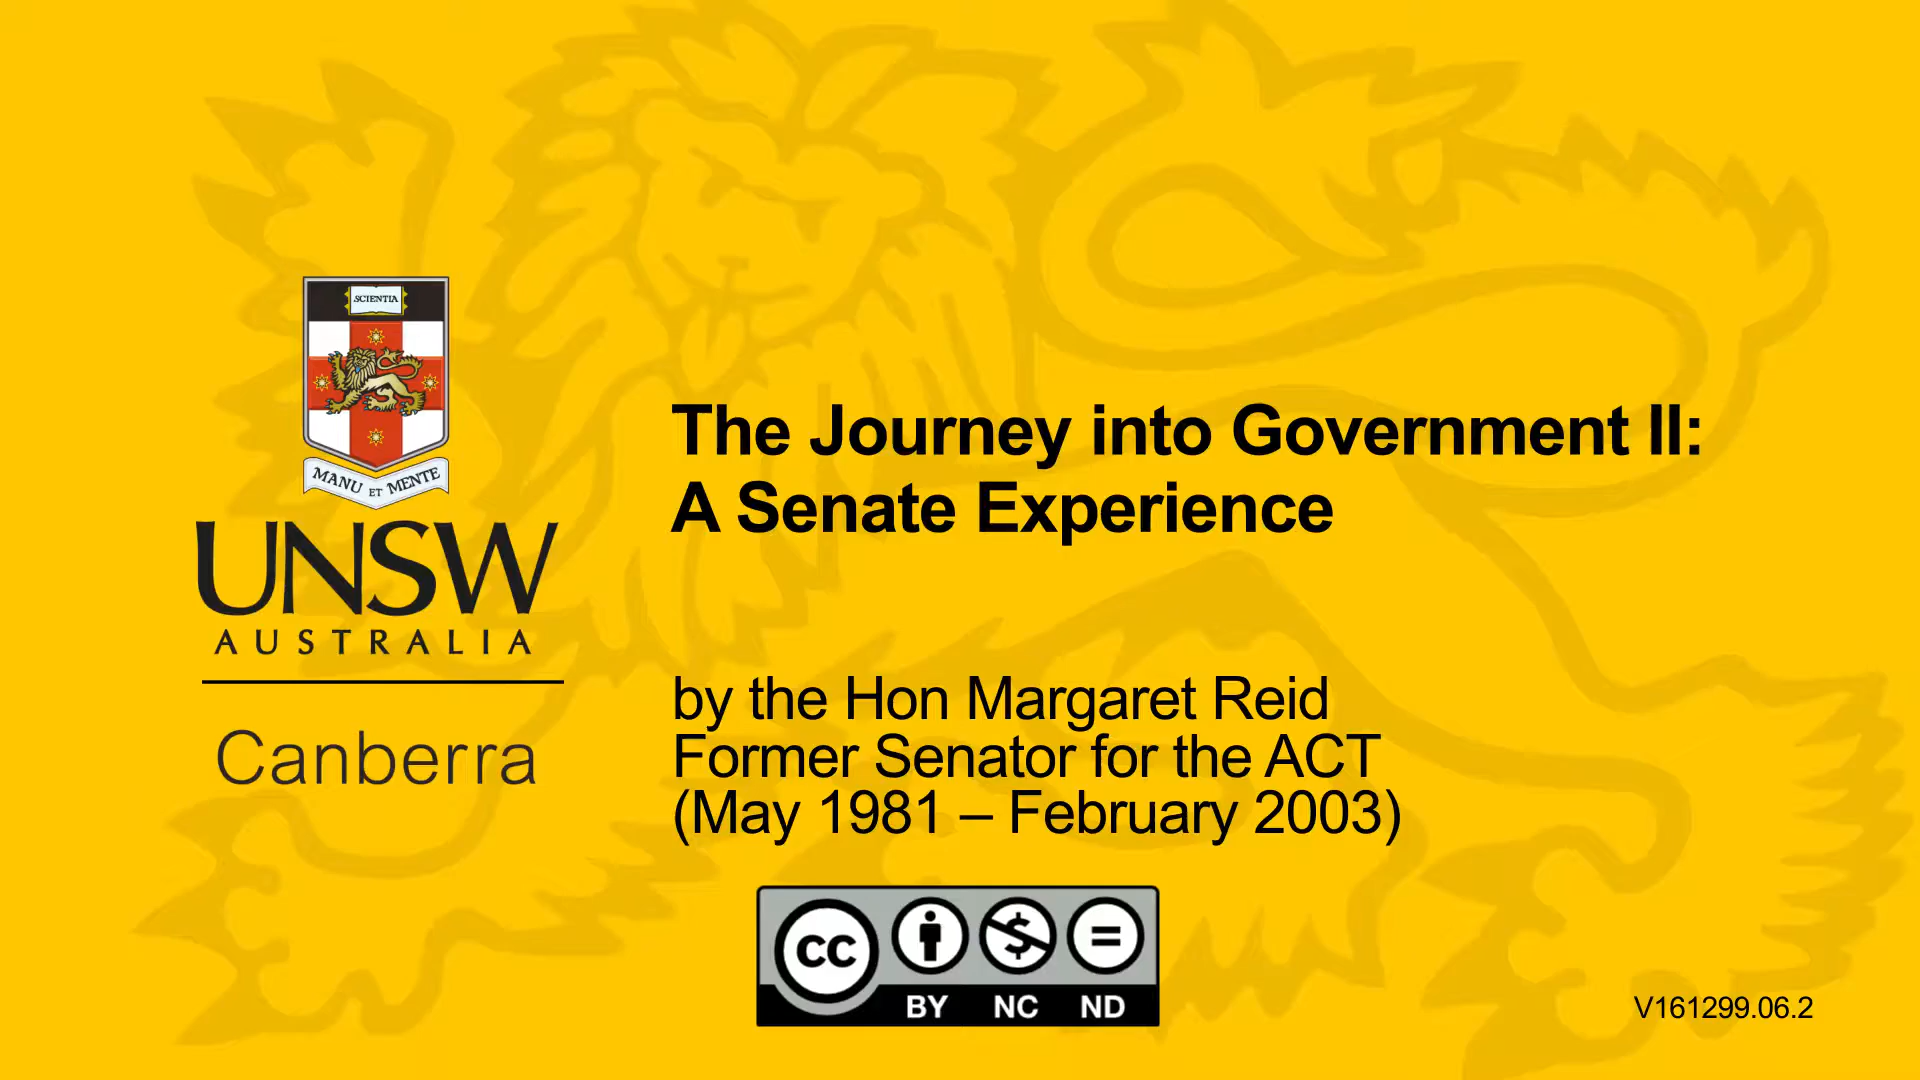 SCIENTIA
MANU ET MENTE
UNSW
AUSTRALIA
Canberra
The Journey into Government II:
A Senate Experience
by the Hon Margaret Reid
Former Senator for the ACT
(May 1981 – February 2003)
cc
BY NC ND
V161299.06.2